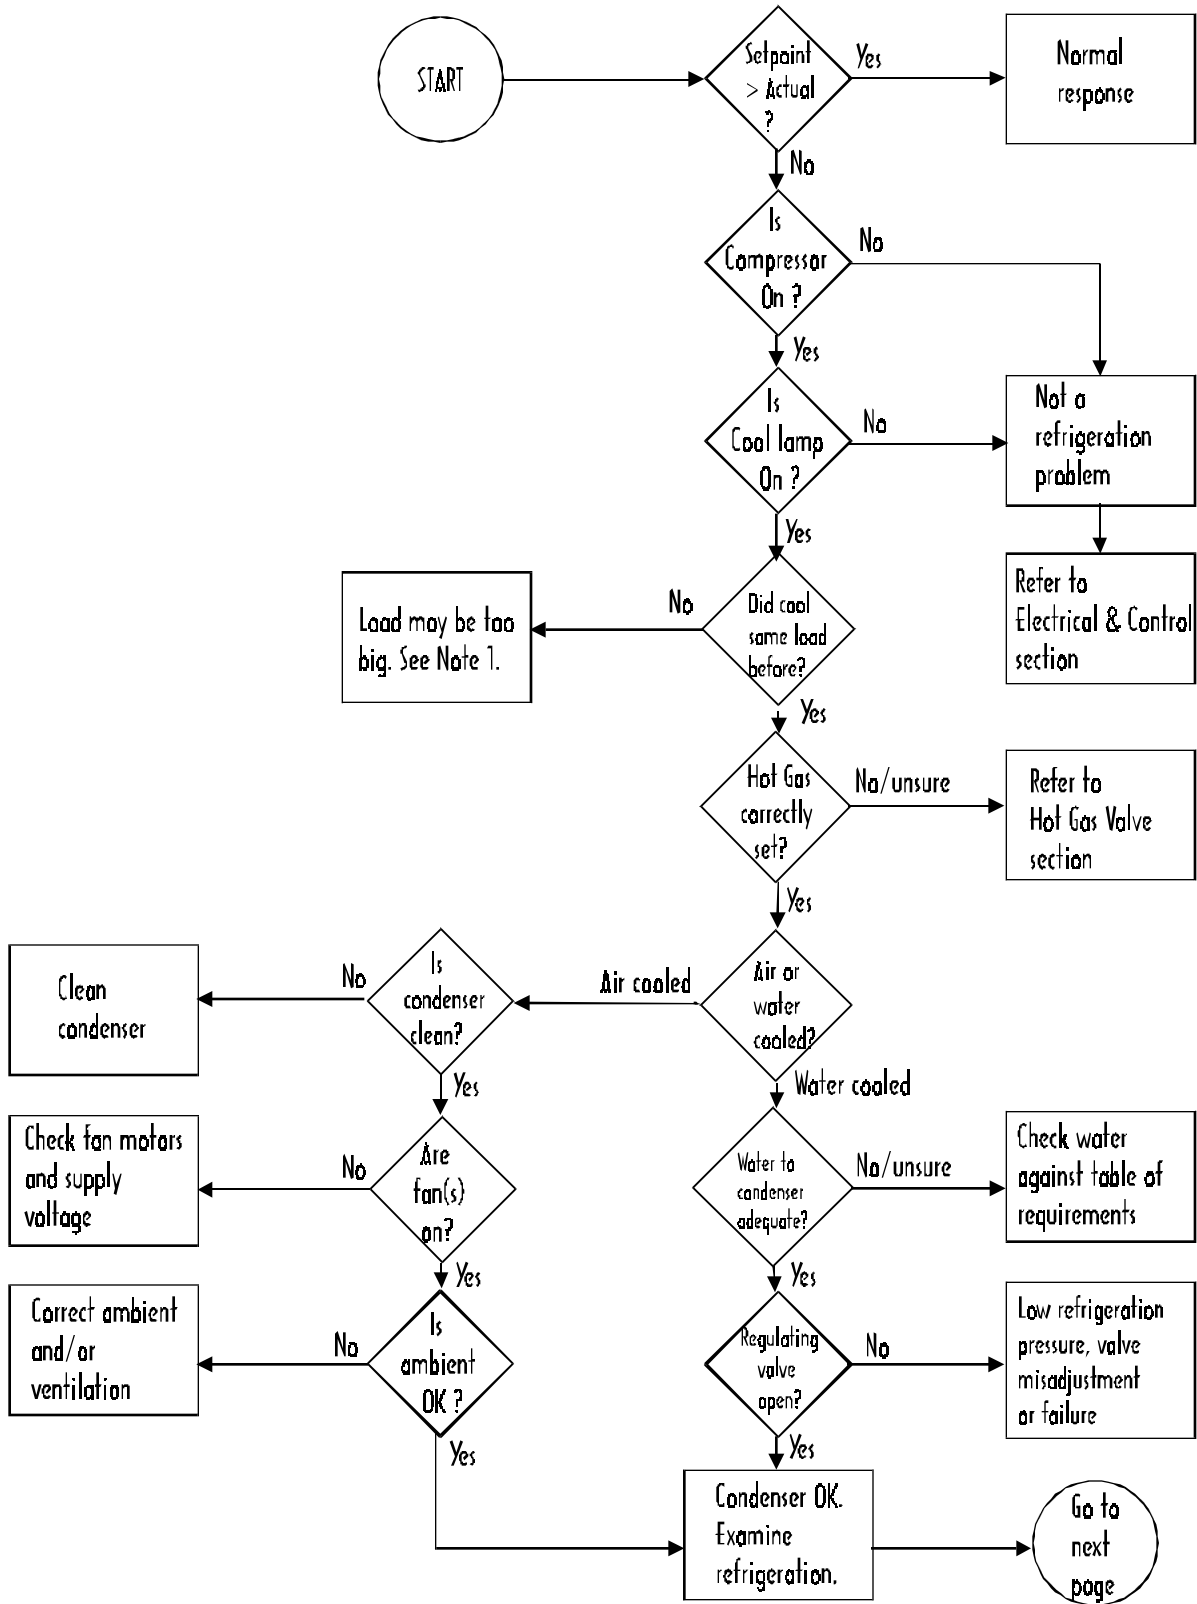 START
Setpoint
> Actual
?
Yes
Normal
response
No
Is
Compressor
On ?
No
Yes
Is
Cool lamp
On ?
No
Not a
refrigeration
problem
Yes
Refer to
Electrical & Control
section
Did cool
same load
before?
No
Load may be too
big. See Note 1.
Yes
Hot Gas
correctly
set?
No/unsure
Refer to
Hot Gas Valve
section
Yes
Air or
water
cooled?
Air cooled
Is
condenser
clean?
No
Clean
condenser
Yes
Water cooled
Are
fan(s)
on?
No
Check fan motors
and supply
voltage
Water to
condenser
adequate?
No/unsure
Check water
against table of
requirements
Yes
Yes
Is
ambient
OK ?
No
Correct ambient
and/or
ventilation
Regulating
valve
open?
No
Low refrigeration
pressure, valve
misadjustment
or failure
Yes
Yes
Condenser OK.
Examine
refrigeration.
Go to
next
page